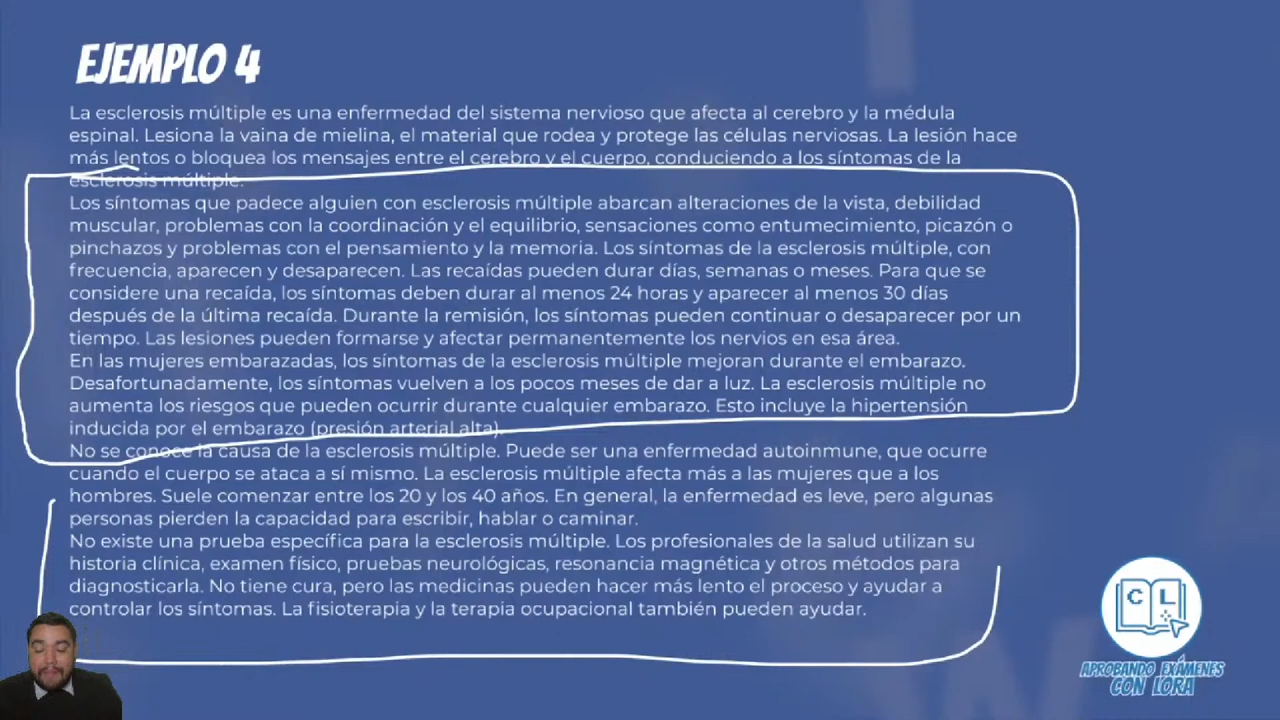 EJEMPLO 4
La esclerosis múltiple es una enfermedad del sistema nervioso que afecta al cerebro y la médula
espinal. Lesiona la vaina de mielina, el material que rodea y protege las células nerviosas. La lesión hace
más lentos o bloquea los mensajes entre el cerebro y el cuerpo, conduciendo a los síntomas de la
esclerosis múltiple.
Los síntomas que padece alguien con esclerosis múltiple abarcan alteraciones de la vista, debilidad
muscular, problemas con la coordinación y el equilibrio, sensaciones como entumecimiento, picazón o
pinchazos y problemas con el pensamiento y la memoria. Los síntomas de la esclerosis múltiple, con
frecuencia, aparecen y desaparecen. Las recaídas pueden durar días, semanas o meses. Para que se
considere una recaída, los síntomas deben durar al menos 24 horas y aparecer al menos 30 días
después de la última recaída. Durante la remisión, los síntomas pueden continuar o desaparecer por un
tiempo. Las lesiones pueden formarse y afectar permanentemente los nervios en esa área.
En las mujeres embarazadas, los síntomas de la esclerosis múltiple mejoran durante el embarazo.
Desafortunadamente, los síntomas vuelven a los pocos meses de dar a luz. La esclerosis múltiple no
aumenta los riesgos que pueden ocurrir durante cualquier embarazo. Esto incluye la hipertensión
inducida por el embarazo (presión arterial alta).
No se conoce la causa de la esclerosis múltiple. Puede ser una enfermedad autoinmune, que ocurre
cuando el cuerpo se ataca a sí mismo. La esclerosis múltiple afecta más a las mujeres que a los
hombres. Suele comenzar entre los 20 y los 40 años. En general, la enfermedad es leve, pero algunas
personas pierden la capacidad para escribir, hablar o caminar.
No existe una prueba específica para la esclerosis múltiple. Los profesionales de la salud utilizan su
historia clínica, examen físico, pruebas neurológicas, resonancia magnética y otros métodos para
diagnosticarla. No tiene cura, pero las medicinas pueden hacer más lento el proceso y ayudar a
controlar los síntomas. La fisioterapia y la terapia ocupacional también pueden ayudar.
C L
APROBANDO EXÁMENES
CON LORA